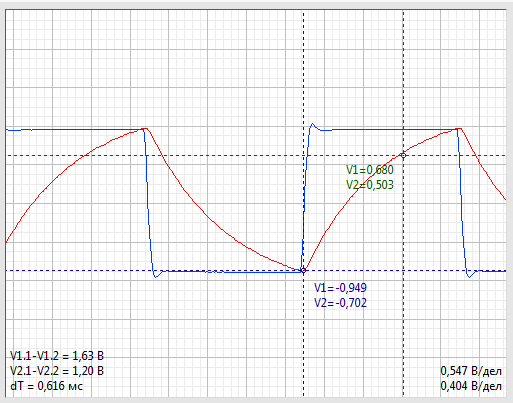 V1=0,680
V2=0,503
V1=-0,949
V2=-0,702
V1.1-V1.2 = 1,63 В
V2.1-V2.2 = 1,20 В
dT = 0,616 мс
0,547 В/дел
0,404 В/дел